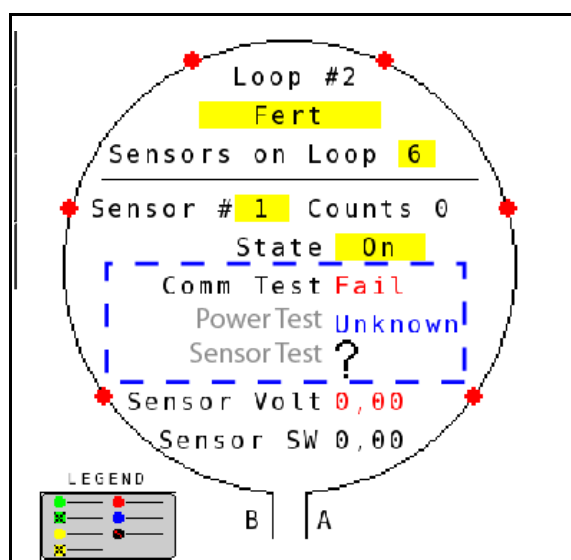 Loop #2
Fert
Sensors on Loop 6
Sensor # 1 Counts 0
State On
Comm Test Fail
Power Test Unknown
Sensor Test ?
Sensor Volt 0,00
Sensor SW 0,00
LEGEND
B A